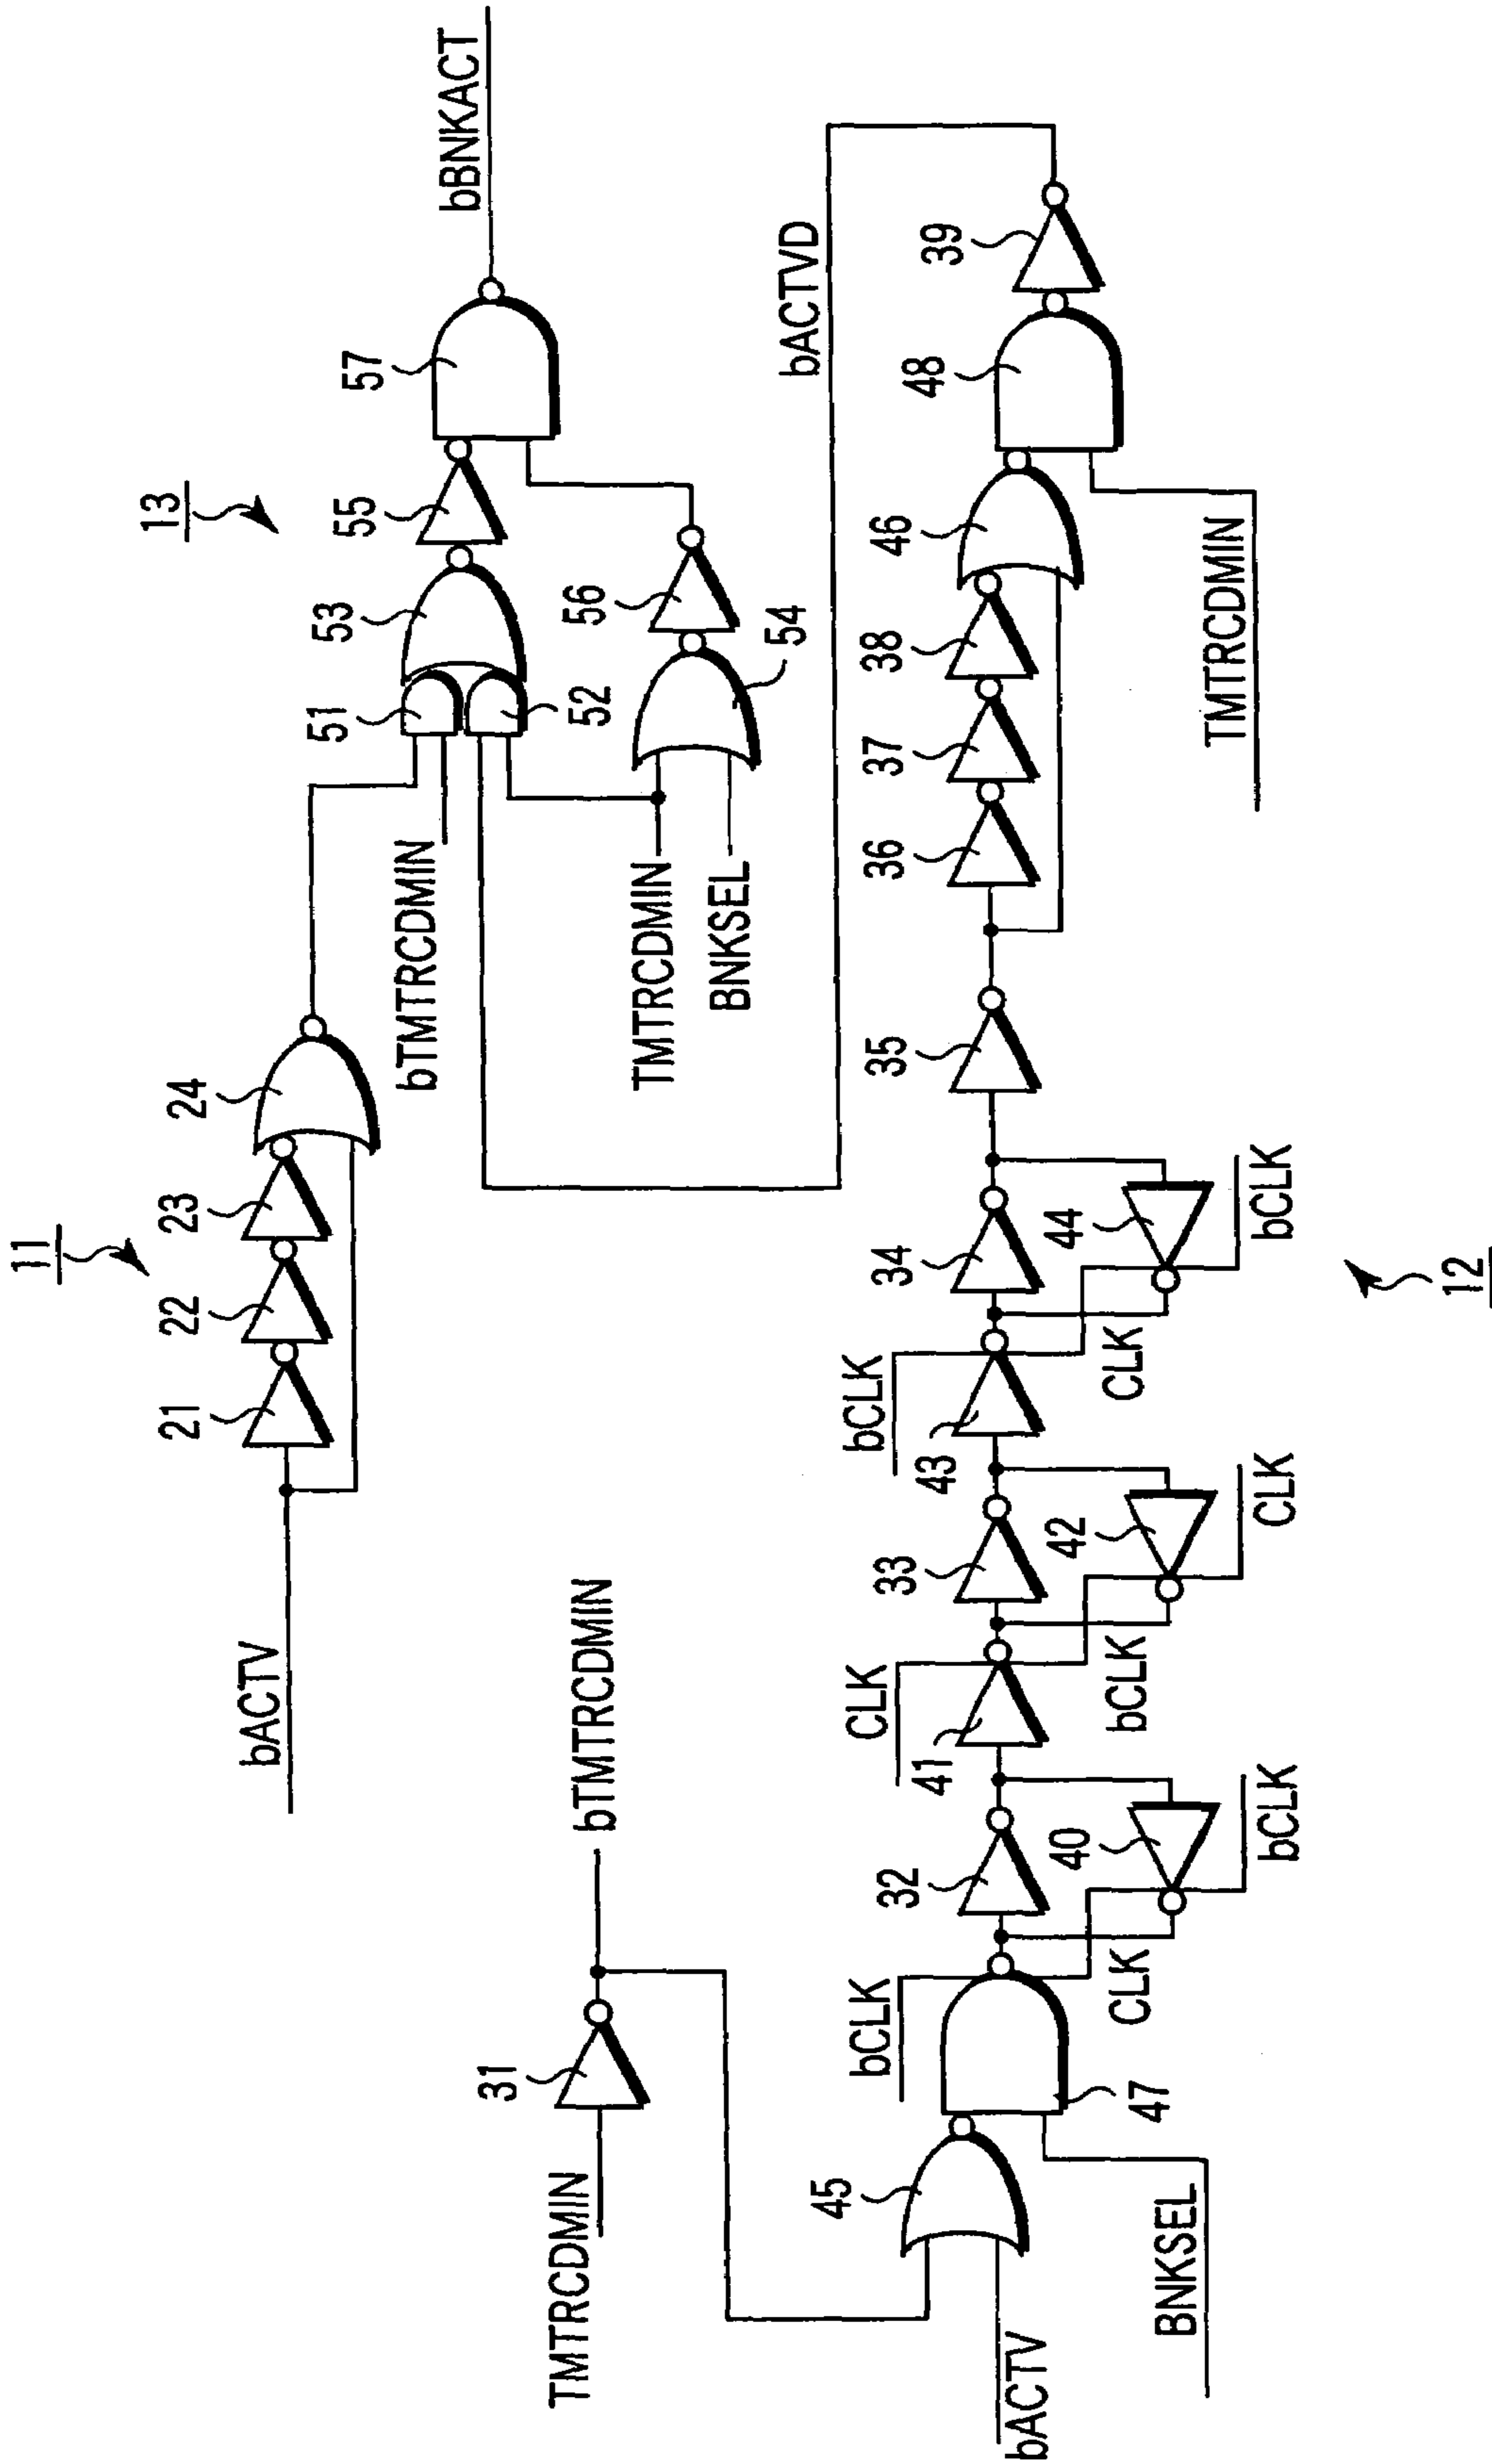 11
21
22
23
24
bACTV
13
51
52
53
54
55
56
57
bTMTRCDMIN
TMTRCDMIN
BNKSEL
bBNKACT
TMTRCDMIN
31
bTMTRCDMIN
bACTVD
bACTV
BNKSEL
45
47
bCLK
CLK
32
40
bCLK
CLK
41
bCLK
33
42
CLK
bCLK
43
CLK
34
44
bCLK
35
36
37
38
46
TMTRCDMIN
48
39
12